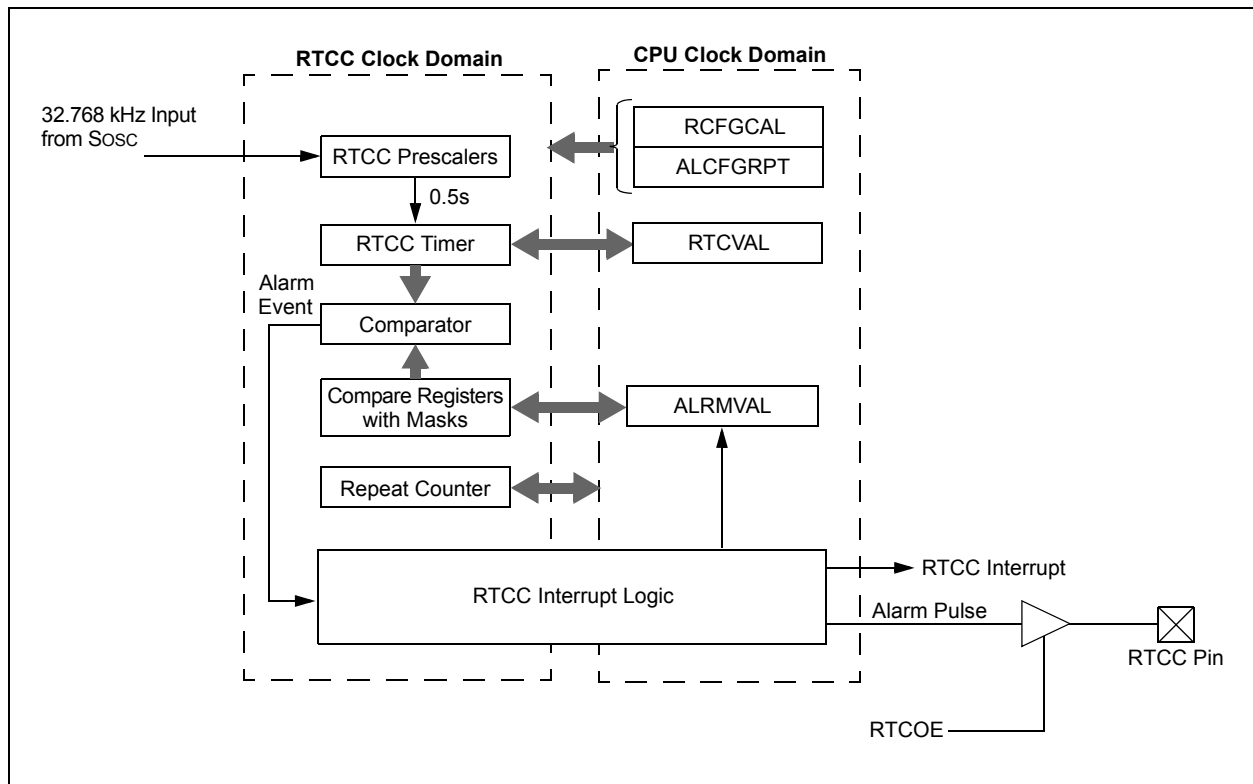 RTCC Clock Domain
CPU Clock Domain
32.768 kHz Input
from SOSC
RCFGCAL
ALCFGRPT
RTCC Prescalers
0.5s
RTCC Timer
RTCVAL
Alarm
Event
Comparator
Compare Registers
with Masks
ALRMVAL
Repeat Counter
RTCC Interrupt Logic
RTCC Interrupt
Alarm Pulse
RTCC Pin
RTCOE